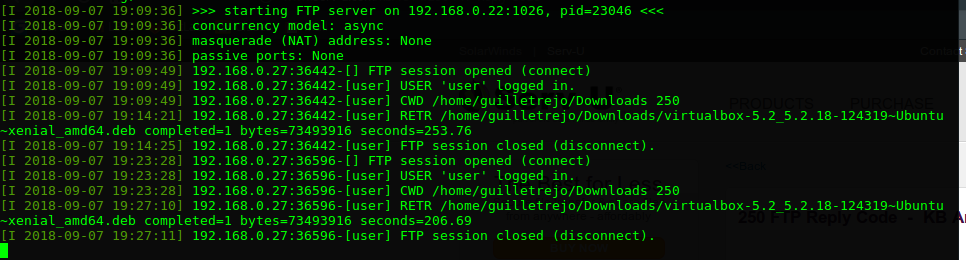 [I 2018-09-07 19:09:36] >>> starting FTP server on 192.168.0.22:1026, pid=23046 <<<
[I 2018-09-07 19:09:36] concurrency model: async
[I 2018-09-07 19:09:36] masquerade (NAT) address: None
[I 2018-09-07 19:09:36] passive ports: None
[I 2018-09-07 19:09:49] 192.168.0.27:36442-[] FTP session opened (connect)
[I 2018-09-07 19:09:49] 192.168.0.27:36442-[user] USER 'user' logged in.
[I 2018-09-07 19:09:49] 192.168.0.27:36442-[user] CWD /home/guilletrejo/Downloads 250
[I 2018-09-07 19:14:21] 192.168.0.27:36442-[user] RETR /home/guilletrejo/Downloads/virtualbox-5.2_5.2.18-124319~Ubuntu
~xenial_amd64.deb completed=1 bytes=73493916 seconds=253.76
[I 2018-09-07 19:14:25] 192.168.0.27:36442-[user] FTP session closed (disconnect).
[I 2018-09-07 19:23:28] 192.168.0.27:36596-[] FTP session opened (connect)
[I 2018-09-07 19:23:28] 192.168.0.27:36596-[user] USER 'user' logged in.
[I 2018-09-07 19:23:28] 192.168.0.27:36596-[user] CWD /home/guilletrejo/Downloads 250
[I 2018-09-07 19:27:10] 192.168.0.27:36596-[user] RETR /home/guilletrejo/Downloads/virtualbox-5.2_5.2.18-124319~Ubuntu
~xenial_amd64.deb completed=1 bytes=73493916 seconds=206.69
[I 2018-09-07 19:27:11] 192.168.0.27:36596-[user] FTP session closed (disconnect).
Serv-U
Contact
PRODUCTS PURCHASE
<<Back
250 FTP Reply Code - KB